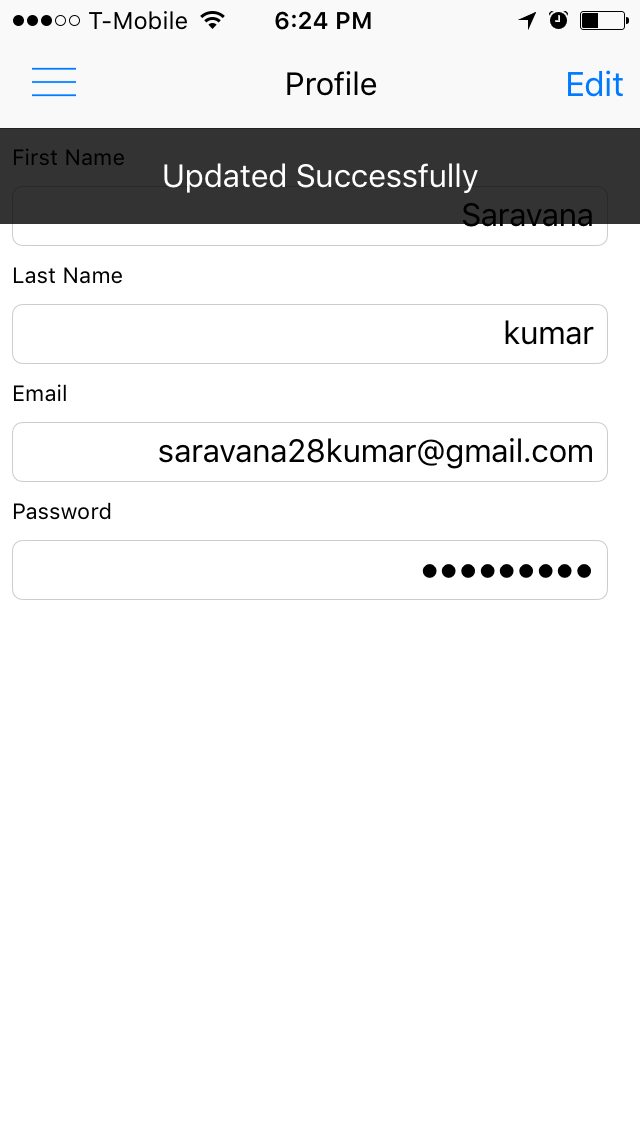 T-Mobile 6:24 PM
Profile Edit
First Name
Updated Successfully
Saravana
Last Name
kumar
Email
saravana28kumar@gmail.com
Password
•••••••••